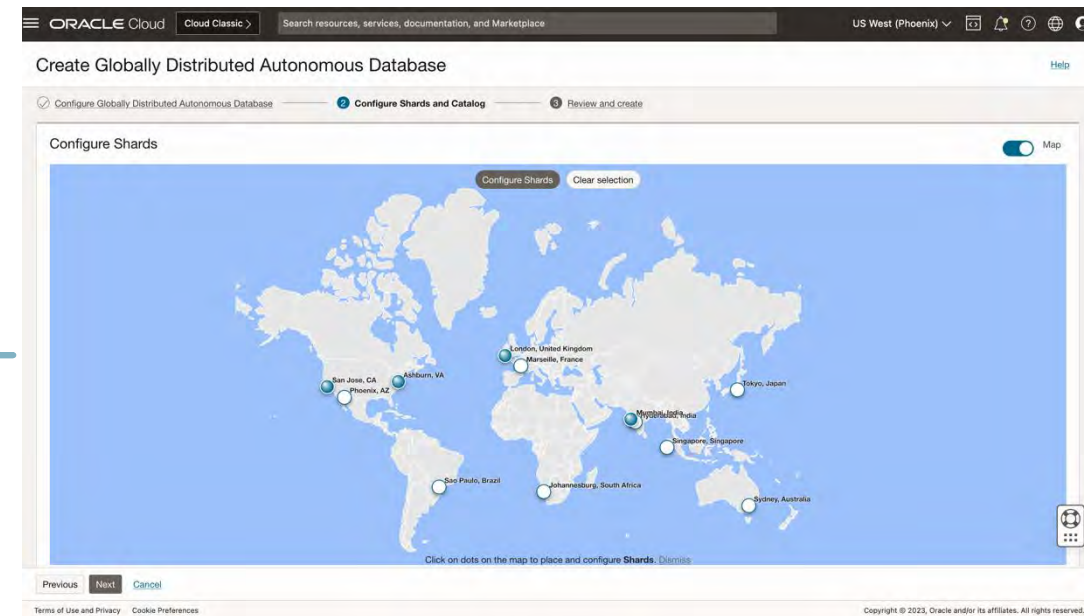 ORACLE Cloud Cloud Classic > Search resources, services, documentation, and Marketplace US West (Phoenix)
Create Globally Distributed Autonomous Database Help
Configure Globally Distributed Autonomous Database 2 Configure Shards and Catalog 3 Review and create
Configure Shards Map
Configure Shards Clear selection
London, United Kingdom
Marseille, France
Ashburn, VA
San Jose, CA
Phoenix, AZ
Tokyo, Japan
Mumbai, India
Hyderabad, India
Singapore, Singapore
Sao Paulo, Brazil
Johannesburg, South Africa
Sydney, Australia
Click on dots on the map to place and configure Shards. Dismiss
Previous Next Cancel
Terms of Use and Privacy Cookie Preferences Copyright © 2023, Oracle and/or its affiliates. All rights reserved.